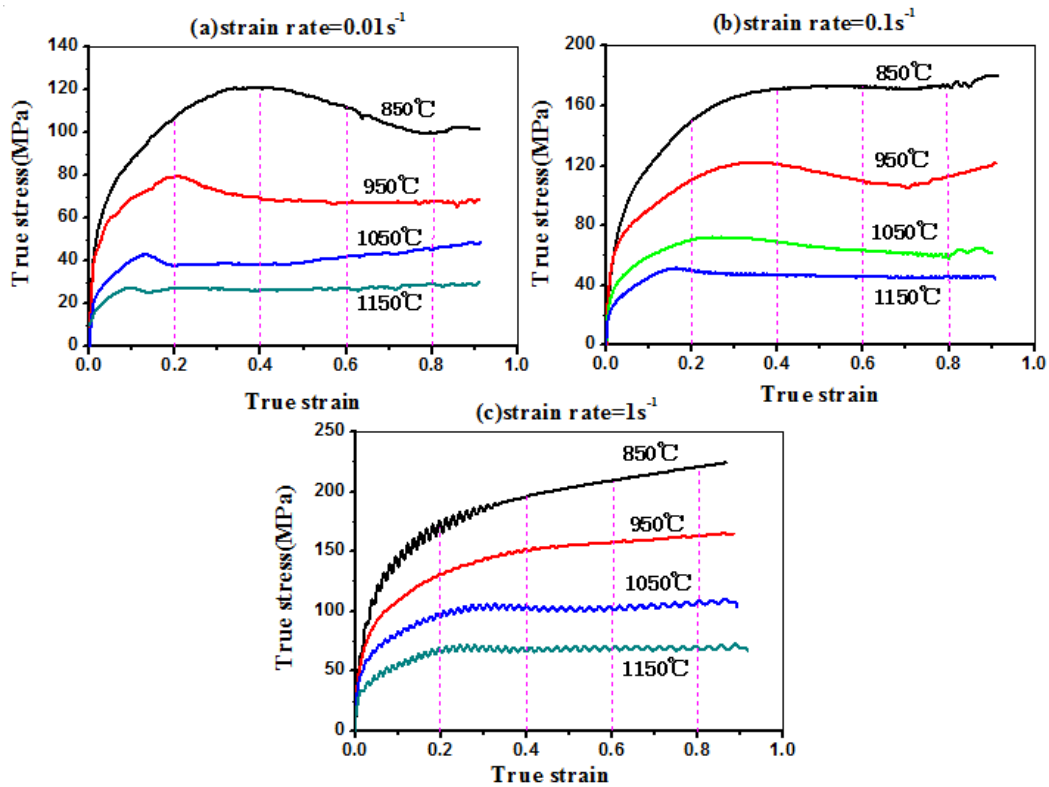 (a)strain rate=0.01s-1
140
120
100
80
60
40
20
0
True stress(MPa)
850℃
950℃
1050℃
1150℃
0.0 0.2 0.4 0.6 0.8 1.0
True strain
(b)strain rate=0.1s-1
200
160
120
80
40
0
True stress(MPa)
850℃
950℃
1050℃
1150℃
0.0 0.2 0.4 0.6 0.8 1.0
True strain
(c)strain rate=1s-1
250
200
150
100
50
0
True stress(MPa)
850℃
950℃
1050℃
1150℃
0.0 0.2 0.4 0.6 0.8 1.0
True strain